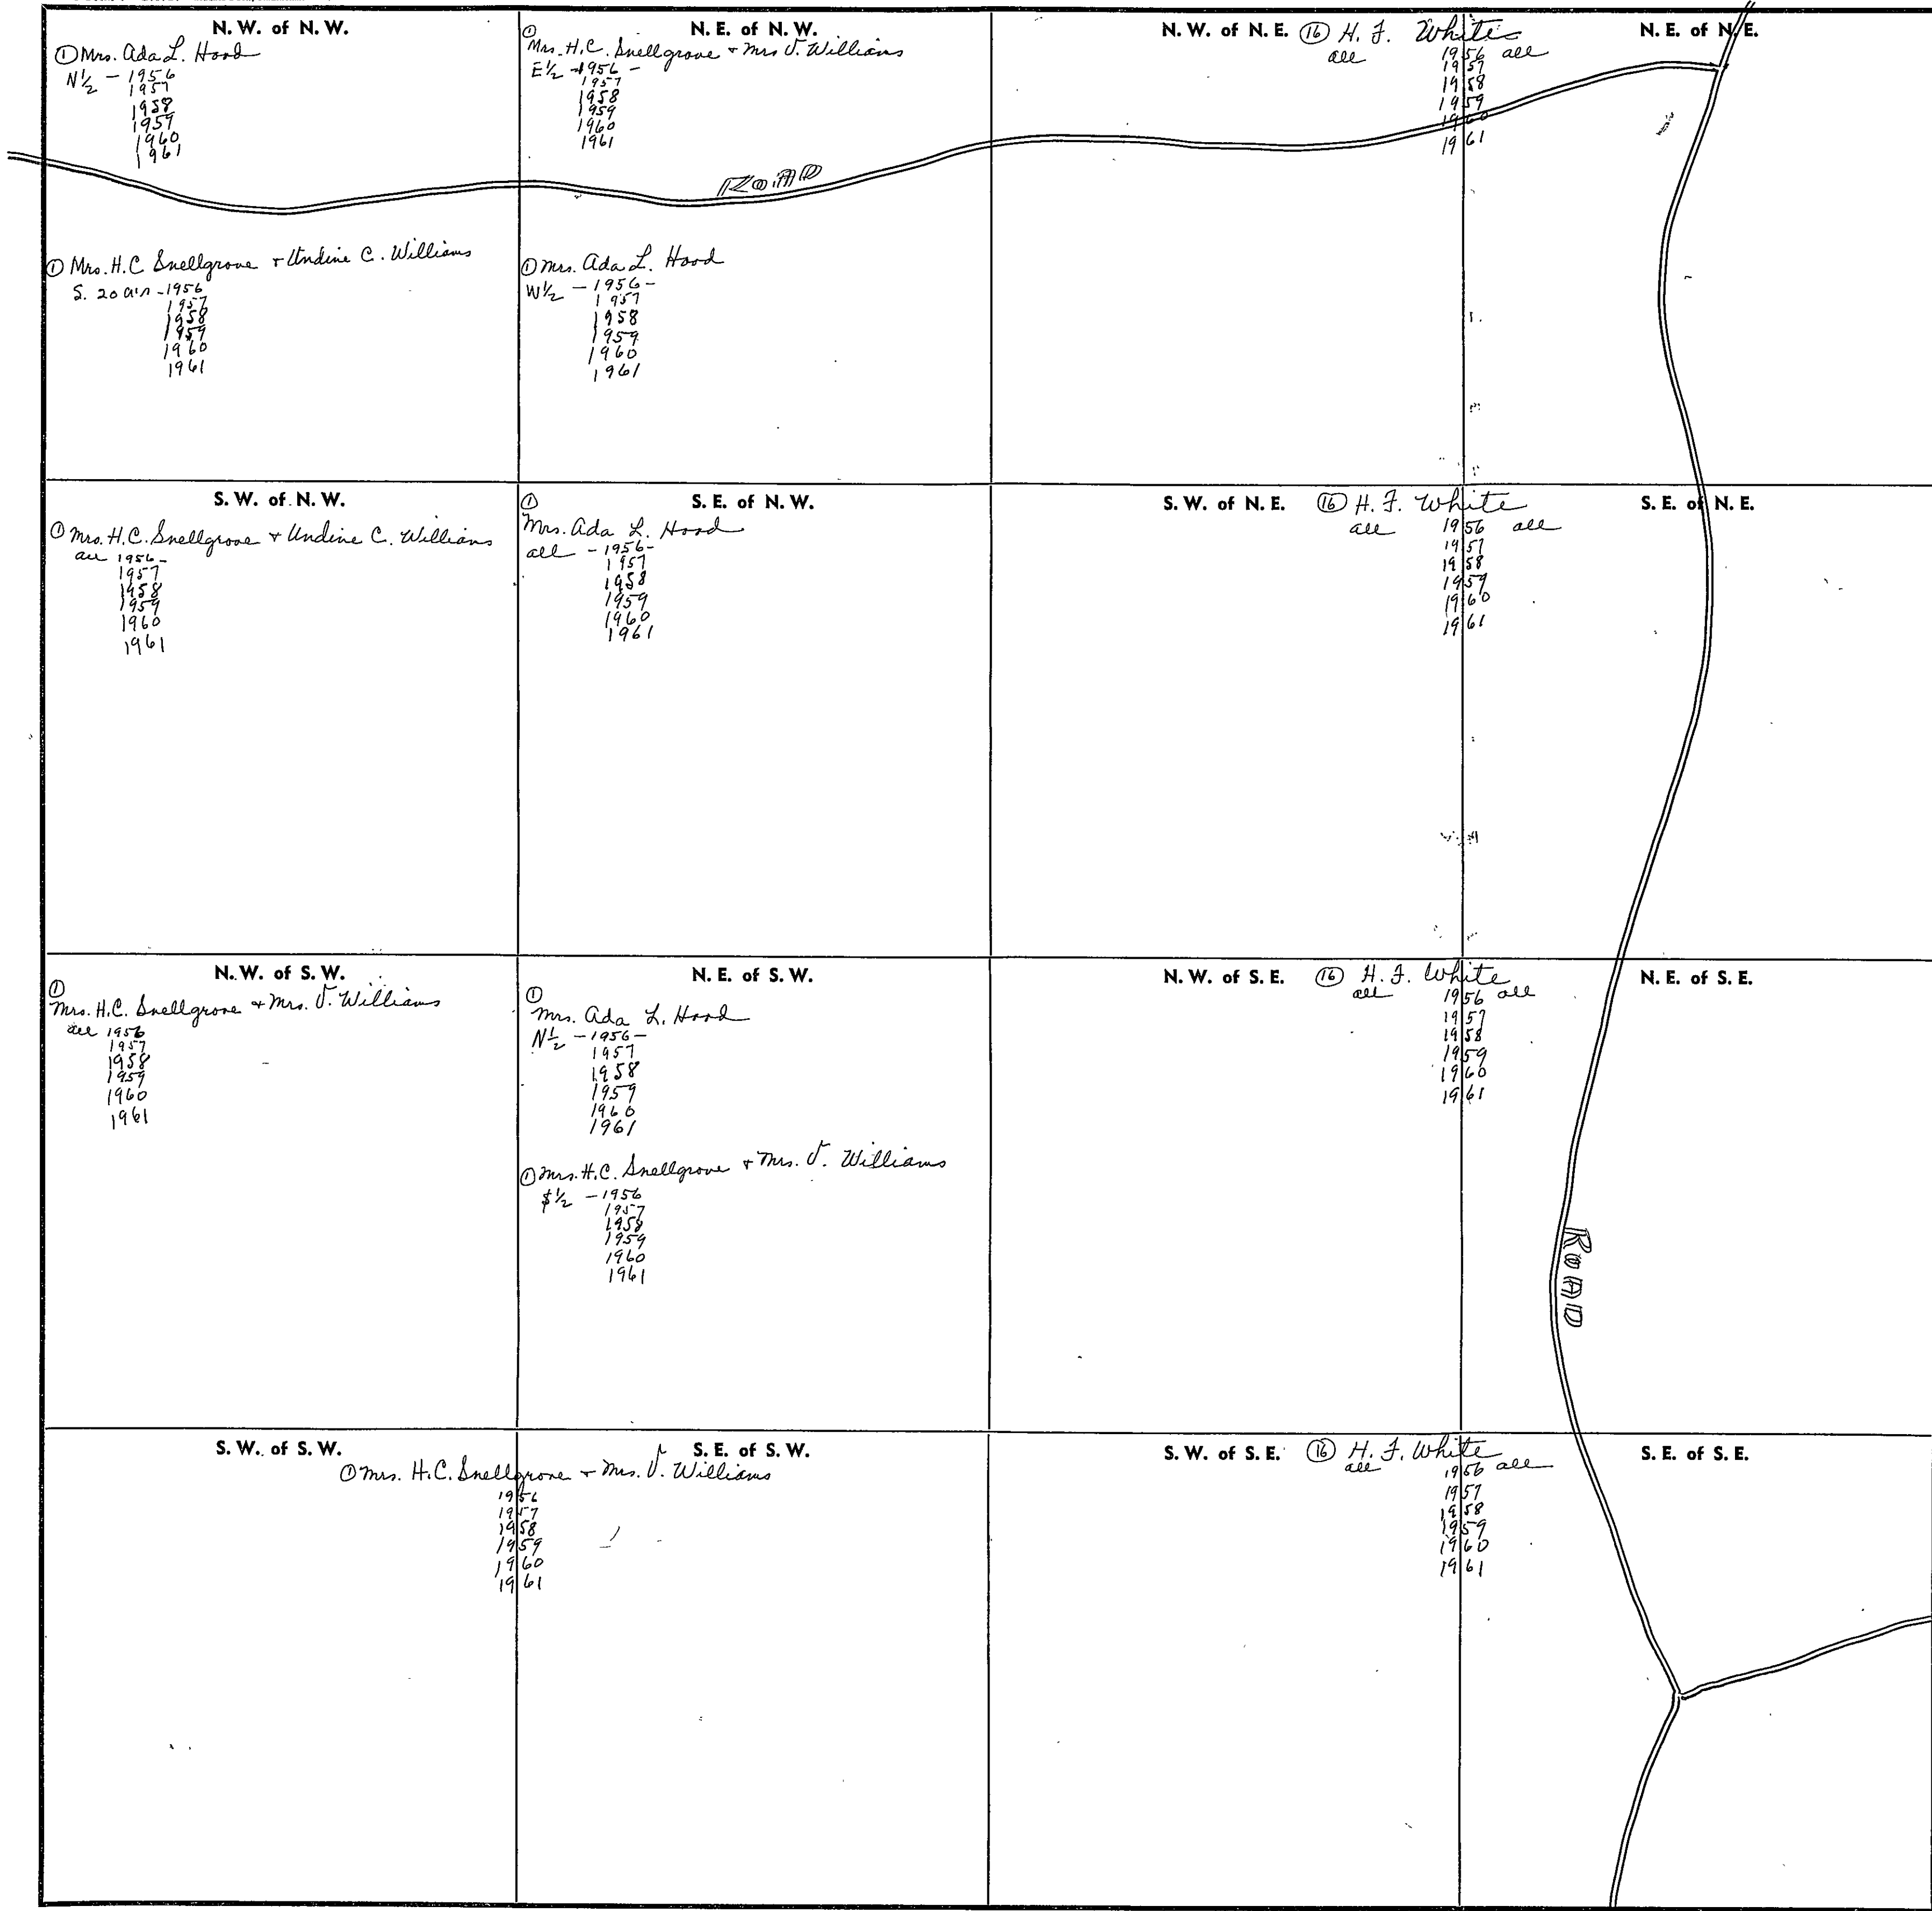 N. W. of N. W.
① Mrs. Ada L. Hood
N½ - 1956
1957
1958
1959
1960
1961
① Mrs. H.C Snellgrove + Undine C. Williams
S. 20 a's - 1956
1957
1958
1959
1960
1961
N. E. of N. W.
①
Mrs. H.C. Snellgrove + Mrs V. Williams
E½ - 1956 -
1957
1958
1959
1960
1961
ROAD
① Mrs. Ada L. Hood
W½ - 1956 -
1957
1958
1959
1960
1961
N. W. of N. E. ⑯ H. F. White N. E. of N. E.
all 1956 all
1957
1958
1959
1960
1961
S. W. of N. W.
① Mrs. H.C. Snellgrove + Undine C. Williams
all 1956 -
1957
1958
1959
1960
1961
① S. E. of N. W.
Mrs. Ada L. Hood
all - 1956 -
1957
1958
1959
1960
1961
S. W. of N. E. ⑯ H. F. White S. E. of N. E.
all 1956 all
1957
1958
1959
1960
1961
N. W. of S. W.
①
Mrs. H.C. Snellgrove + Mrs. V. Williams
all 1956
1957
1958
1959
1960
1961
N. E. of S. W.
①
Mrs. Ada L. Hood
N½ - 1956 -
1957
1958
1959
1960
1961
① Mrs. H.C. Snellgrove + Mrs. V. Williams
S½ - 1956
1957
1958
1959
1960
1961
N. W. of S. E. ⑯ H. F. White N. E. of S. E.
all 1956 all
1957
1958
1959
1960
1961
ROAD
S. W. of S. W. S. E. of S. W.
① Mrs. H.C. Snellgrove + Mrs. V. Williams
1956
1957
1958
1959
1960
1961
S. W. of S. E. ⑯ H. F. White S. E. of S. E.
all 1956 all
1957
1958
1959
1960
1961